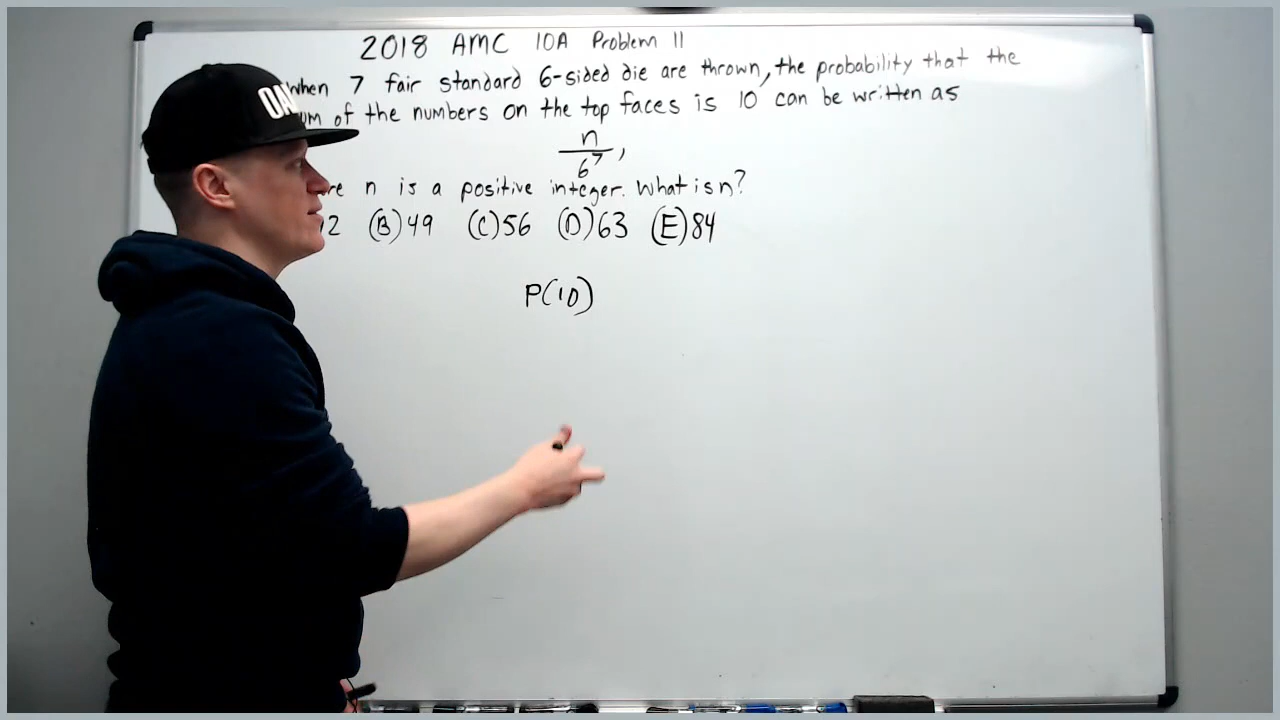 2018 AMC 10A Problem 11
When 7 fair standard 6-sided die are thrown, the probability that the
of the numbers on the top faces is 10 can be written as
n
6^7,
n is a positive integer. What is n?
(B) 49 (C) 56 (D) 63 (E) 84
P(10)